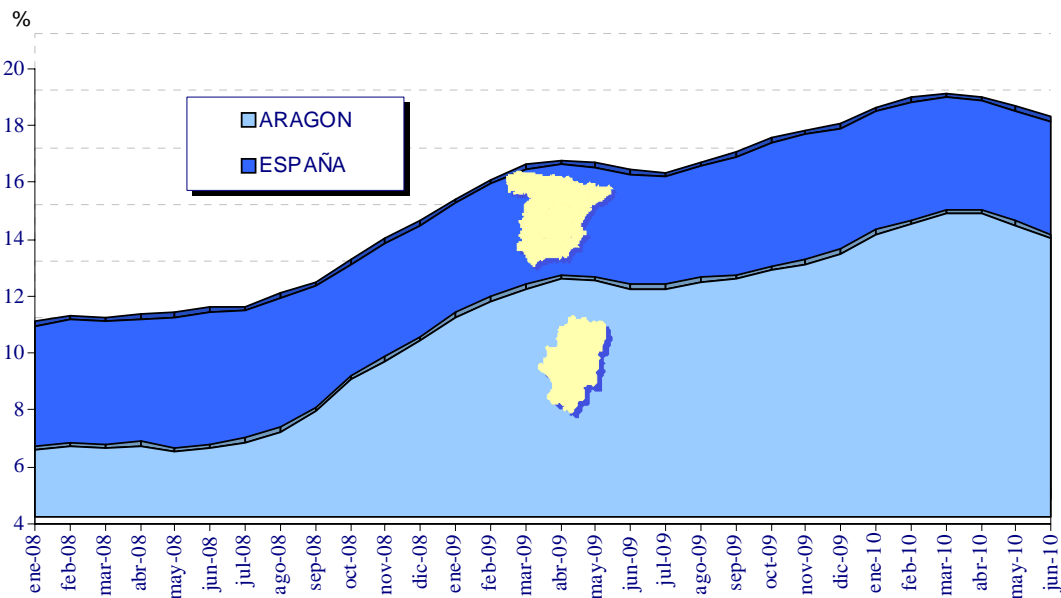 %
20
18
16
14
12
10
8
6
4
ARAGON
ESPAÑA
ene-08
feb-08
mar-08
abr-08
may-08
jun-08
jul-08
ago-08
sep-08
oct-08
nov-08
dic-08
ene-09
feb-09
mar-09
abr-09
may-09
jun-09
jul-09
ago-09
sep-09
oct-09
nov-09
dic-09
ene-10
feb-10
mar-10
abr-10
may-10
jun-10